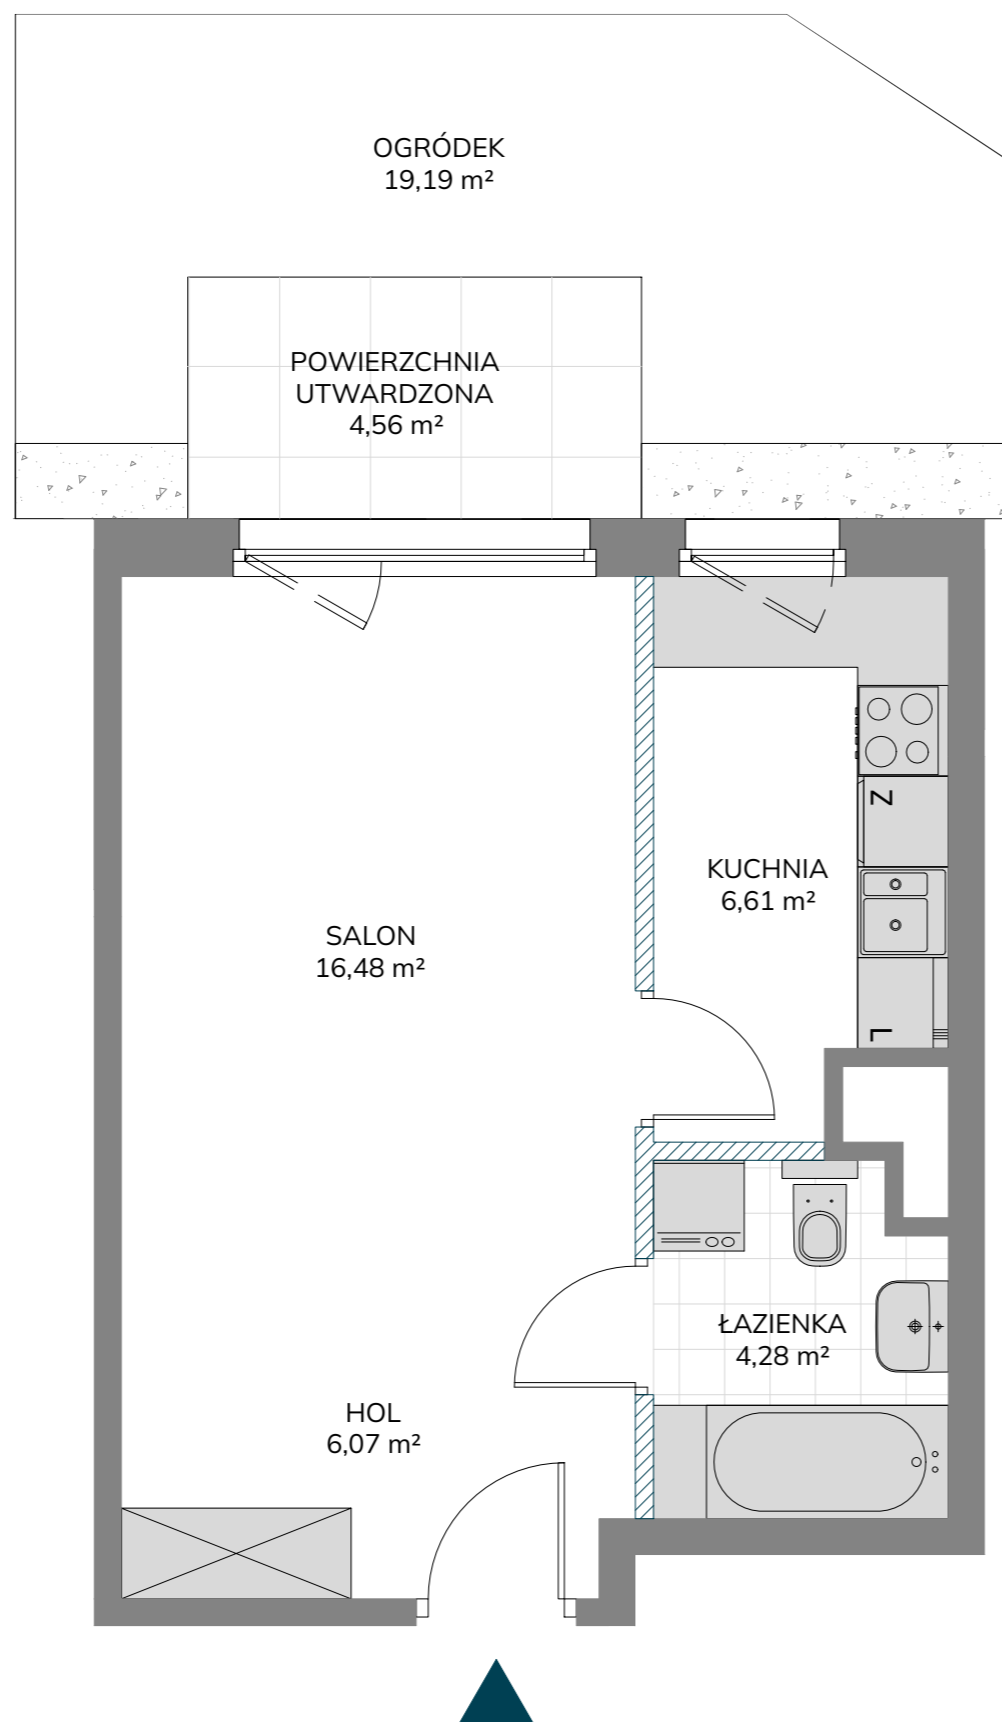 OGRÓDEK
19,19 m²
POWIERZCHNIA
UTWARDZONA
4,56 m²
Z
KUCHNIA
6,61 m²
SALON
16,48 m²
L
ŁAZIENKA
4,28 m²
HOL
6,07 m²